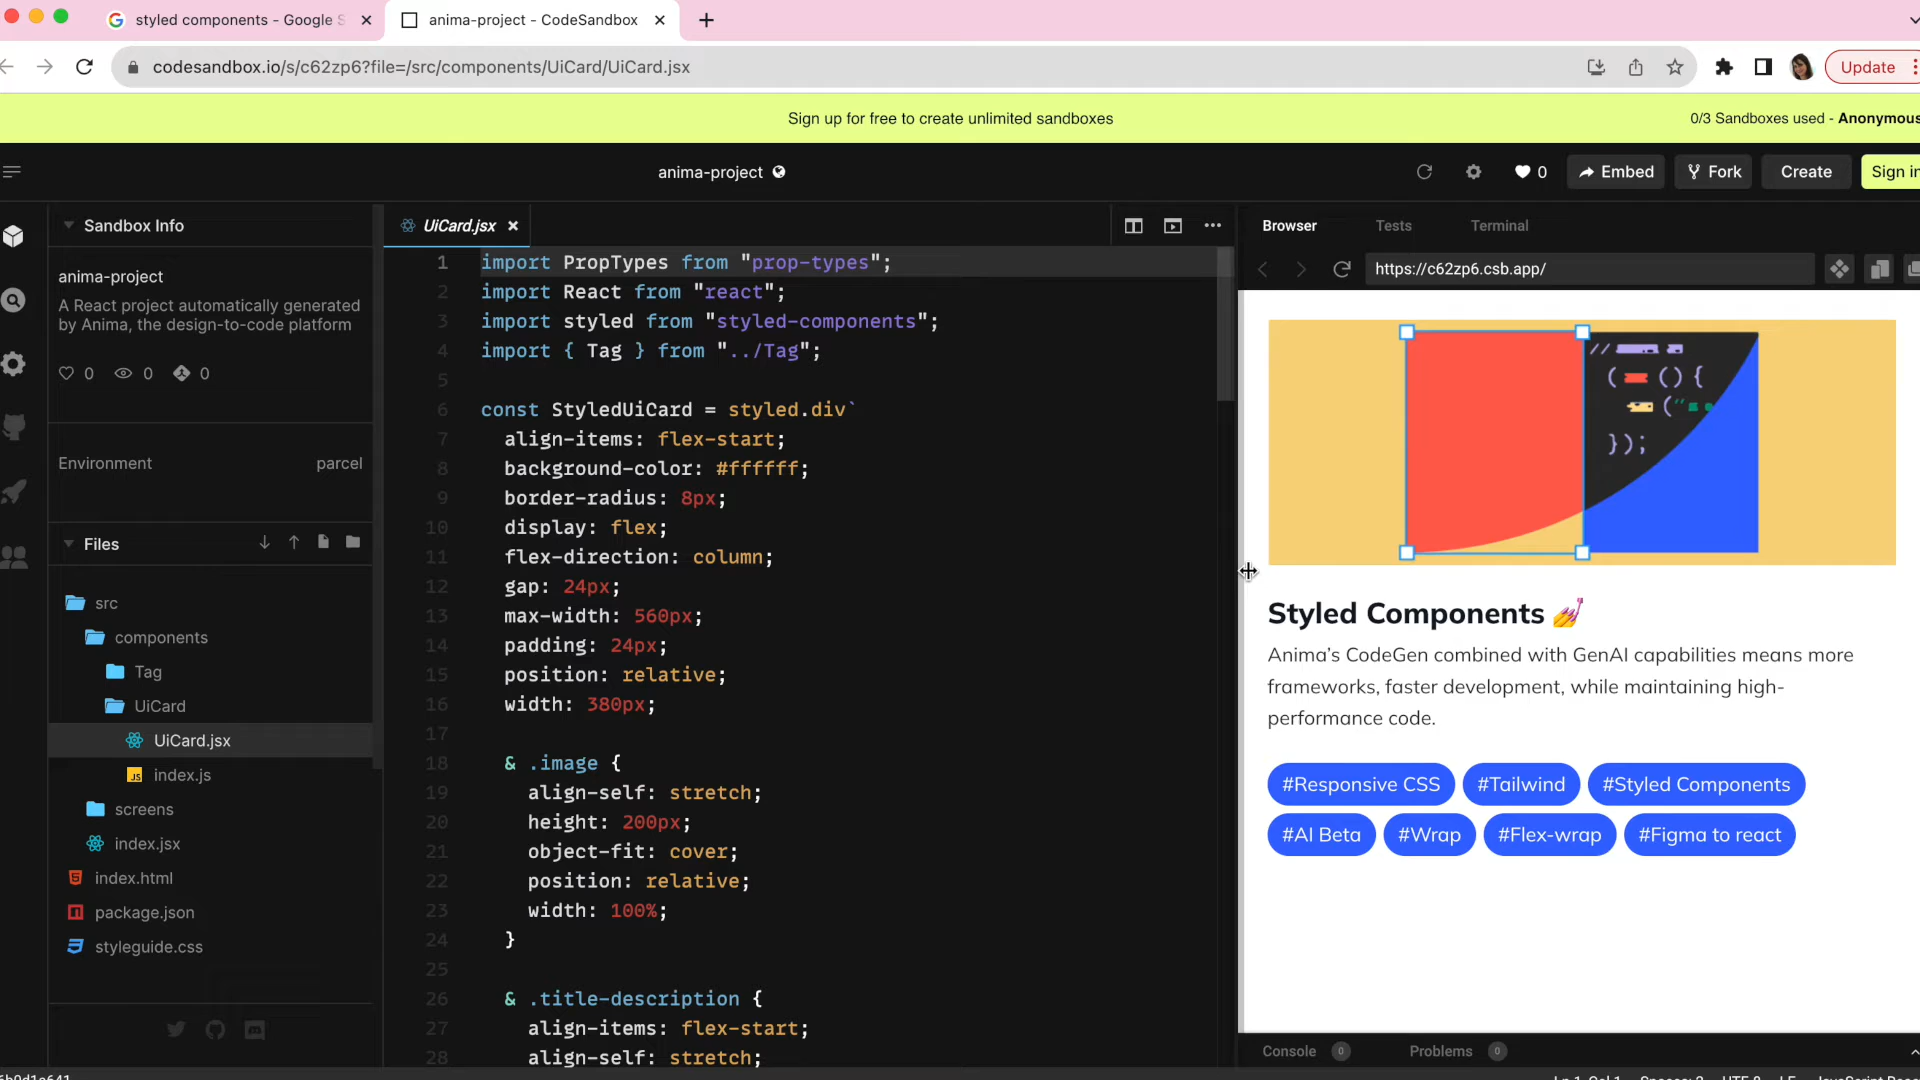 styled components - Google S
anima-project - CodeSandbox
codesandbox.io/s/c62zp6?file=/src/components/UiCard/UiCard.jsx
Update
Sign up for free to create unlimited sandboxes
0/3 Sandboxes used - Anonymous
anima-project
0
Embed
Fork
Create
Sign in
Sandbox Info
anima-project
A React project automatically generated
by Anima, the design-to-code platform
0 0 0
Environment
parcel
Files
src
components
Tag
UiCard
UiCard.jsx
index.js
screens
index.jsx
index.html
package.json
styleguide.css
UiCard.jsx
1 import PropTypes from "prop-types";
2 import React from "react";
3 import styled from "styled-components";
4 import { Tag } from "../Tag";
5
6 const StyledUiCard = styled.div`
7 align-items: flex-start;
8 background-color: #ffffff;
9 border-radius: 8px;
10 display: flex;
11 flex-direction: column;
12 gap: 24px;
13 max-width: 560px;
14 padding: 24px;
15 position: relative;
16 width: 380px;
17
18 & .image {
19 align-self: stretch;
20 height: 200px;
21 object-fit: cover;
22 position: relative;
23 width: 100%;
24 }
25
26 & .title-description {
27 align-items: flex-start;
28 align-self: stretch;
Browser
Tests
Terminal
https://c62zp6.csb.app/
//
( () {
("
});
Styled Components 💅
Anima’s CodeGen combined with GenAI capabilities means more
frameworks, faster development, while maintaining high-
performance code.
#Responsive CSS #Tailwind #Styled Components
#AI Beta #Wrap #Flex-wrap #Figma to react
Console 0
Problems 0